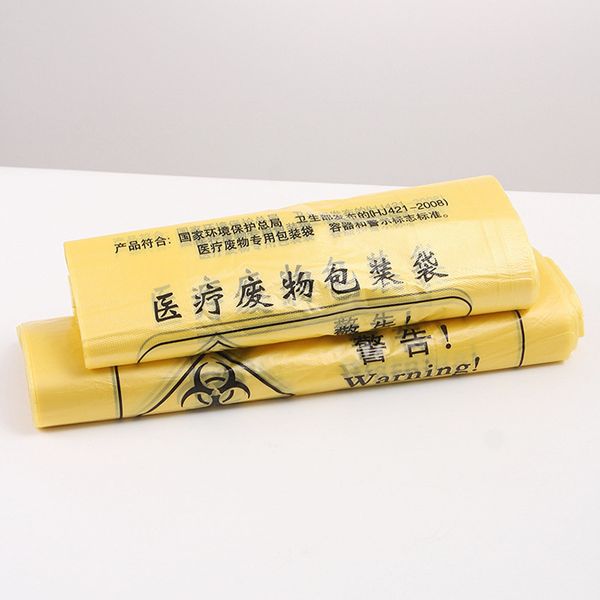 产品符合：国家环境保护总局 卫生部发布的(HJ421-2008)
医疗废物专用包装袋 容器和警示标志标准。
医疗废物包装袋
警告!
警告!
Warning!